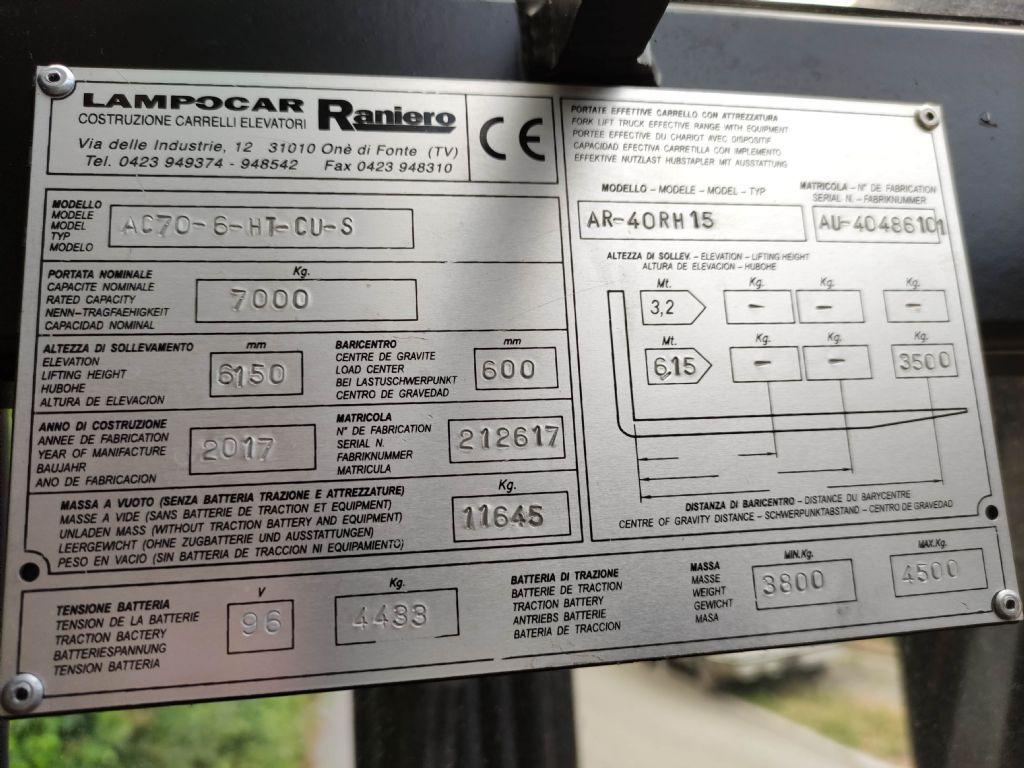 LAMPOCAR Raniero
COSTRUZIONE CARRELLI ELEVATORI
Via delle Industrie, 12 31010 Onè di Fonte (TV)
Tel. 0423 949374 - 948542 Fax 0423 948310
CE
MODELLO
MODELE
MODEL
TYP
MODELO
AC70-6-HT-CU-S
PORTATA NOMINALE
CAPACITE NOMINALE
RATED CAPACITY
NENN-TRAGFAEHIGKEIT
CAPACIDAD NOMINAL
Kg.
7000
ALTEZZA DI SOLLEVAMENTO
ELEVATION
LIFTING HEIGHT
HUBOHE
ALTURA DE ELEVACION
mm
6150
BARICENTRO
CENTRE DE GRAVITE
LOAD CENTER
BEI LASTUSCHWERPUNKT
CENTRO DE GRAVEDAD
mm
600
ANNO DI COSTRUZIONE
ANNEE DE FABRICATION
YEAR OF MANIFACTURE
BAUJAHR
ANO DE FABRICACION
2017
MATRICOLA
N° DE FABRICATION
SERIAL N.
FABRIKNUMMER
MATRICULA
212617
MASSA A VUOTO (SENZA BATTERIA TRAZIONE E ATTREZZATURE)
MASSE A VIDE (SANS BATTERIE DE TRACTION ET EQUIPMENT)
UNLADEN MASS (WITHOUT TRACTION BATTERY AND EQUIPMENT)
LEERGEWICHT (OHNE ZUGBATTERIE UND AUSSTATTUNGEN)
PESO EN VACIO (SIN BATTERIA DE TRACCION NI EQUIPAMIENTO)
Kg.
11645
PORTATE EFFETTIVE CARRELLO CON ATTREZZATURA
FORK LIFT TRUCK EFFECTIVE RANGE WITH EQUIPMENT
PORTEE EFFECTIVE DU CHARIOT AVEC DISPOSITIF
CAPACIDAD EFECTIVA CARETILLA CON IMPLEMENTO
EFFEKTIVE NUTZLAST HUBSTAPLER MIT AUSSTATTUNG
MODELLO - MODELE - MODEL - TYP
AR-40RH15
MATRICOLA - N° DE FABRICATION
SERIAL N. - FABRIKNUMMER
AU-40486101
ALTEZZA DI SOLLEV. - ELEVATION - LIFTING HEIGHT
ALTURA DE ELEVACION - HUBOHE
Mt. Kg. Kg. Kg.
3,2 - - -
Mt. Kg. Kg. Kg.
6,15 - - 3500
DISTANZA DI BARICENTRO - DISTANCE DU BARYCENTRE
CENTRE OF GRAVITY DISTANCE - SCHWERPUNKTABSTAND - CENTRO DE GRAVEDAD
TENSIONE BATTERIA
TENSION DE LA BATTERIE
TRACTION BACTERY
BATTERIESPANNUNG
TENSION BATTERIA
V
96
Kg.
4433
BATTERIA DI TRAZIONE
BATTERIE DE TRACTION
TRACTION BATTERY
ANTRIEBS BATTERIE
BATERIA DE TRACCION
MASSA
MASSE
WEIGHT
GEWICHT
MASA
MIN.Kg.
3800
MAX.Kg.
4500